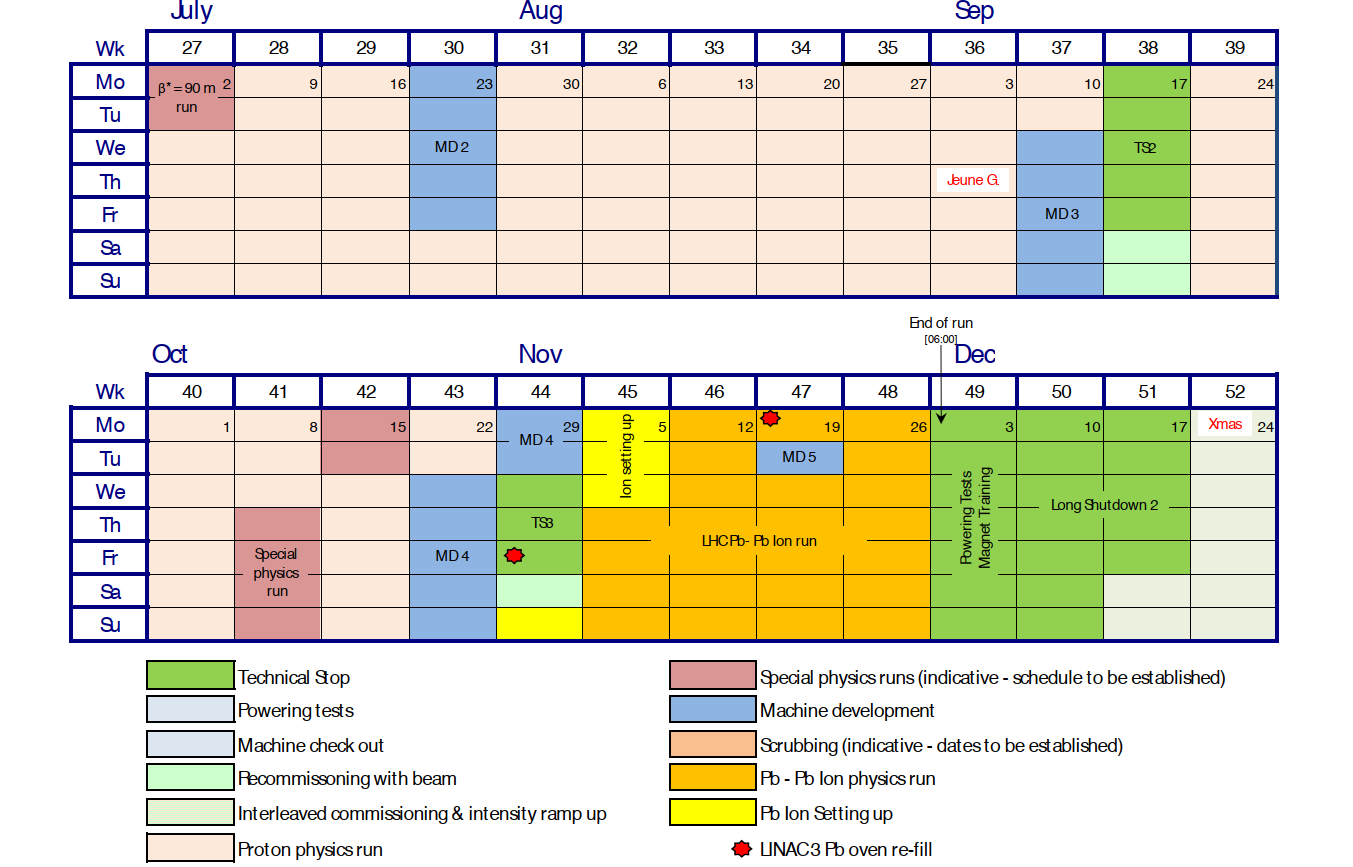 July Aug Sep
Wk 27 28 29 30 31 32 33 34 35 36 37 38 39
Mo β* = 90 m 2 9 16 23 30 6 13 20 27 3 10 17 24
Tu run
We MD 2 TS2
Th Jeune G.
Fr MD 3
Sa
Su
End of run
[06:00]
Oct Nov Dec
Wk 40 41 42 43 44 45 46 47 48 49 50 51 52
Mo 1 8 15 22 29 5 12 19 26 3 10 17 Xmas 24
MD 4
Ion setting up
Tu MD 5
We
Powering Tests
Magnet Training
Long Shutdown 2
Th TS3
LHC Pb - Pb Ion run
Fr Special MD 4
physics
Sa run
Su
Technical Stop Special physics runs (indicative - schedule to be established)
Powering tests Machine development
Machine check out Scrubbing (indicative - dates to be established)
Recommissoning with beam Pb - Pb Ion physics run
Interleaved commissioning & intensity ramp up Pb Ion Setting up
Proton physics run LINAC3 Pb oven re-fill